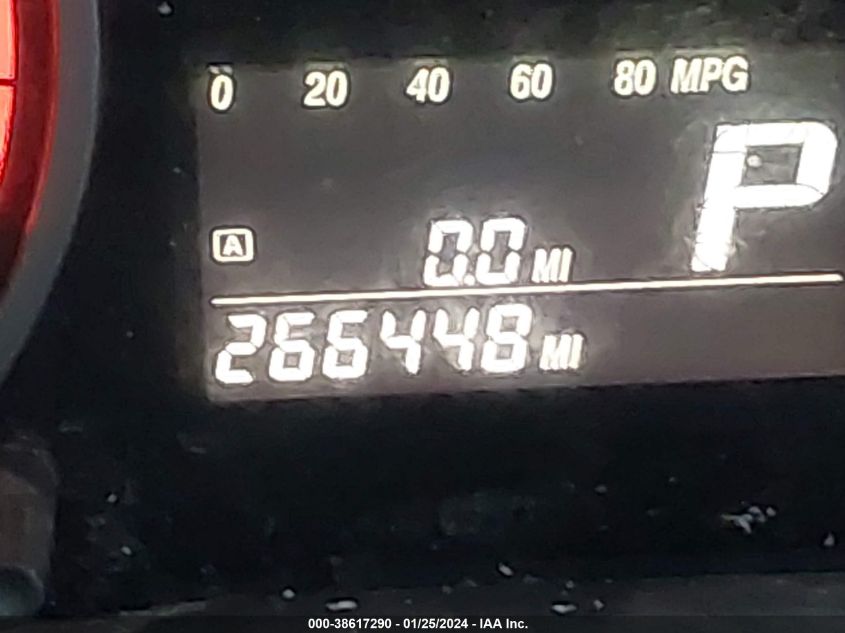 0 20 40 60 80 MPG
P
A 0.0 MI
266448 MI
000-38617290 - 01/25/2024 - IAA Inc.